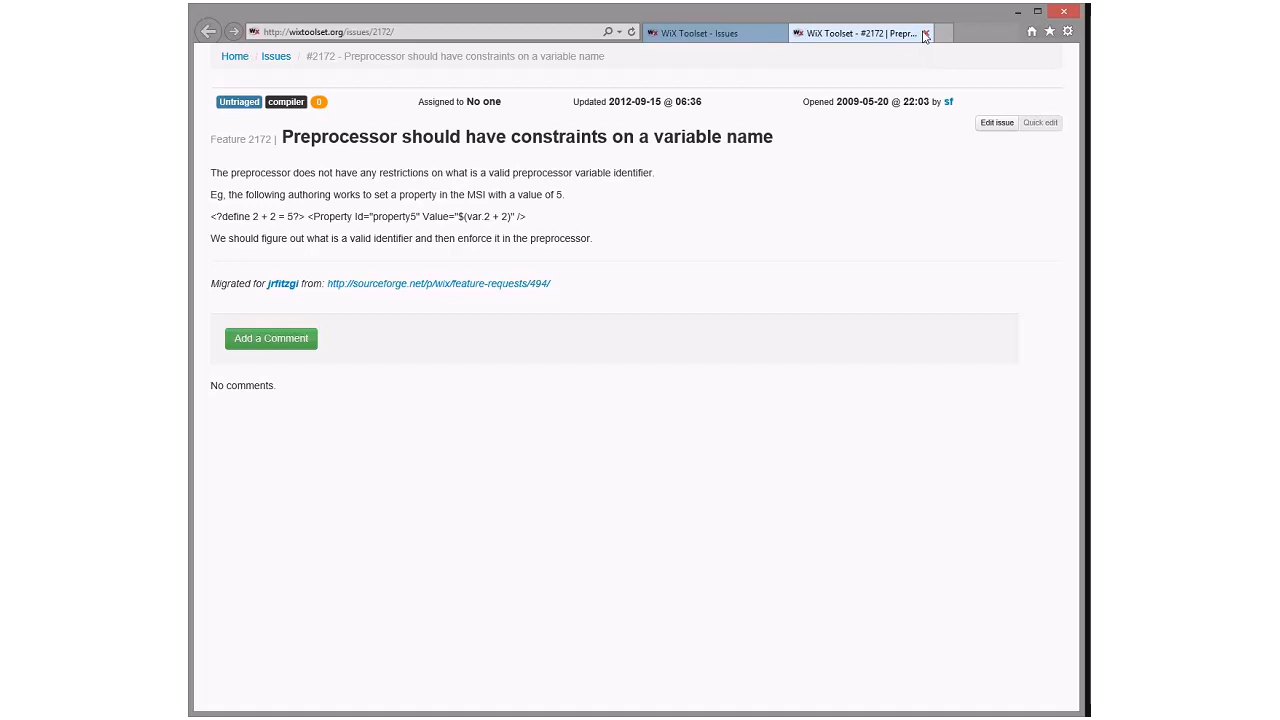 http://wixtoolset.org/issues/2172/
WiX Toolset - Issues
WiX Toolset - #2172 | Prepr...
Home / Issues / #2172 - Preprocessor should have constraints on a variable name
Untriaged compiler 0 Assigned to No one Updated 2012-09-15 @ 06:36 Opened 2009-05-20 @ 22:03 by sf
Edit issue Quick edit
Feature 2172 | Preprocessor should have constraints on a variable name
The preprocessor does not have any restrictions on what is a valid preprocessor variable identifier.
Eg, the following authoring works to set a property in the MSI with a value of 5.
<?define 2 + 2 = 5?> <Property Id="property5" Value="$(var.2 + 2)" />
We should figure out what is a valid identifier and then enforce it in the preprocessor.
Migrated for jrfitzgi from: http://sourceforge.net/p/wix/feature-requests/494/
Add a Comment
No comments.